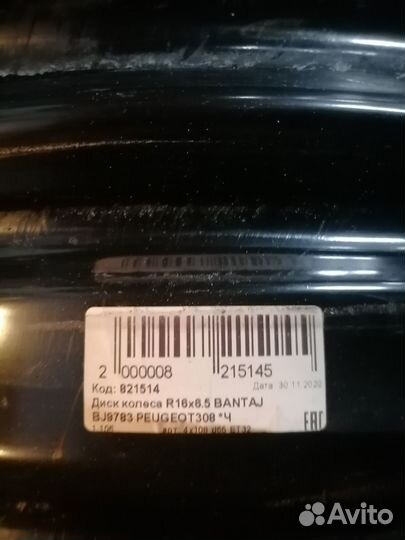 2 000008 215145
Код: 821514 Дата 30.11.2020
Диск колеса R16x6.5 BANTAJ
BJ9783 PEUGEOT308 *Ч
EAC
Avito